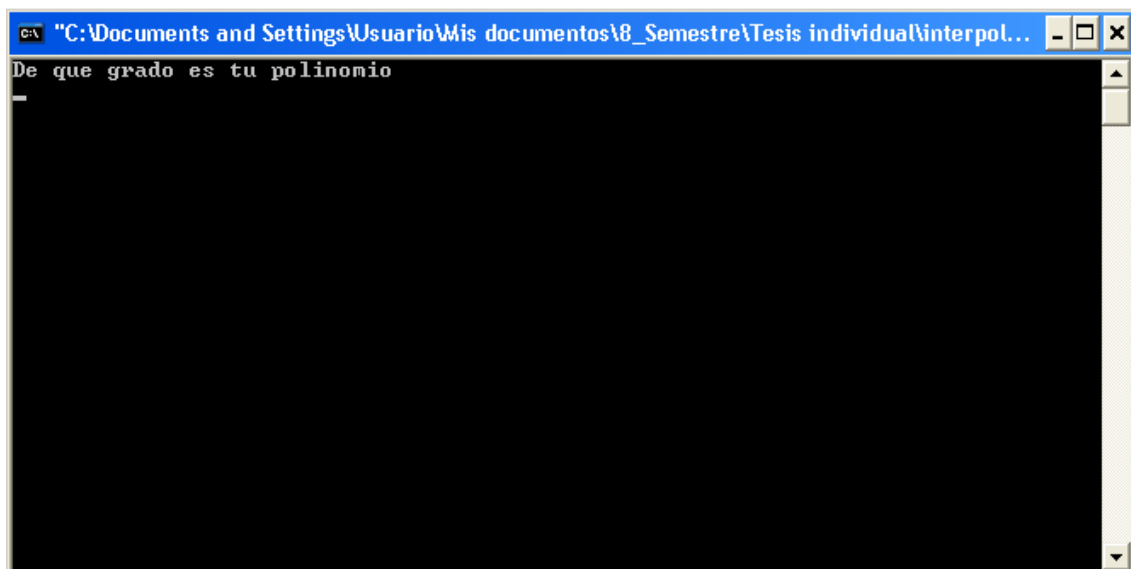 "C:\Documents and Settings\Usuario\Mis documentos\8_Semestre\Tesis individual\interpol...
De que grado es tu polinomio